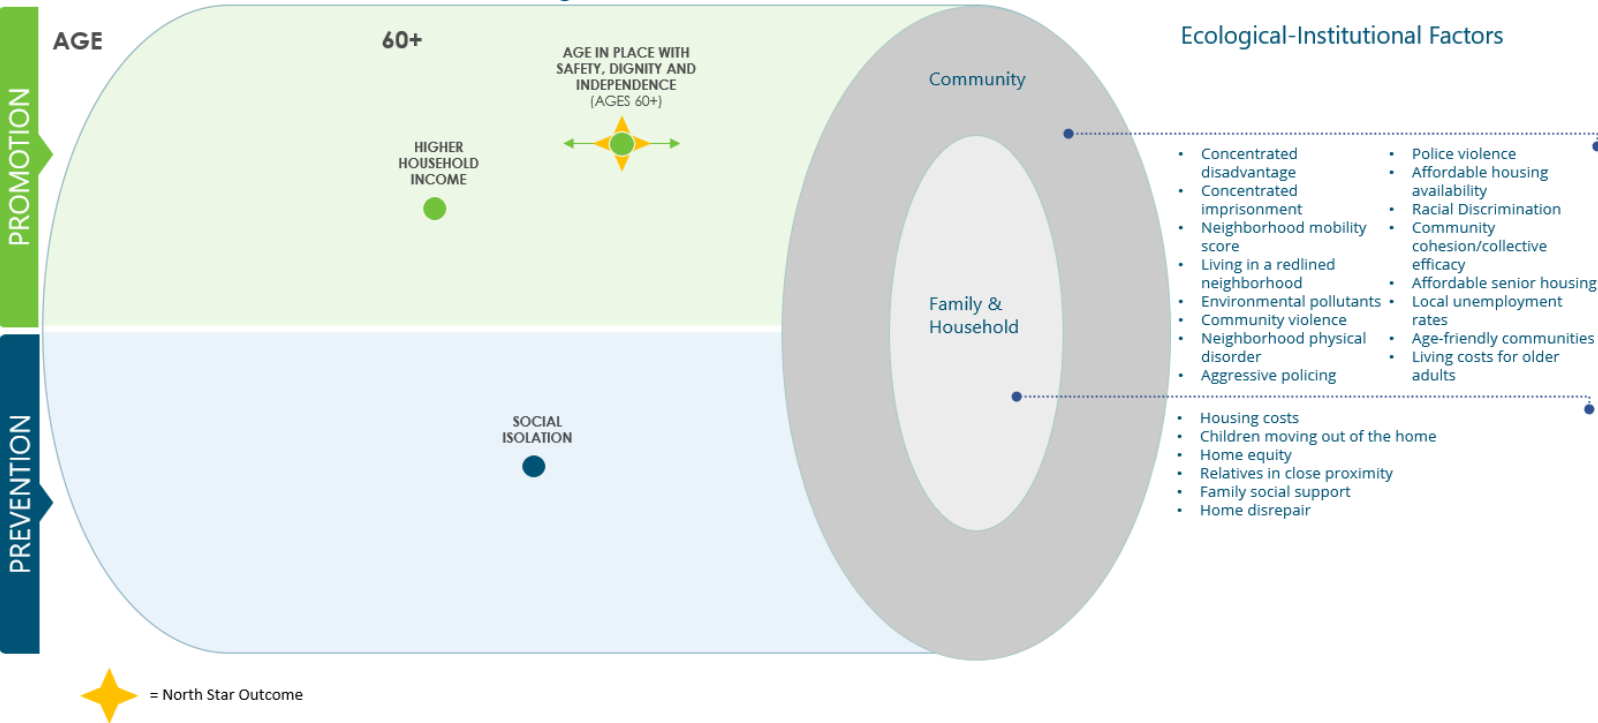 AGE
60+
Ecological-Institutional Factors
PROMOTION
AGE IN PLACE WITH
SAFETY, DIGNITY AND
INDEPENDENCE
(AGES 60+)
HIGHER
HOUSEHOLD
INCOME
Community
Family &
Household
• Concentrated
disadvantage
• Concentrated
imprisonment
• Neighborhood mobility
score
• Living in a redlined
neighborhood
• Environmental pollutants
• Community violence
• Neighborhood physical
disorder
• Aggressive policing
• Police violence
• Affordable housing
availability
• Racial Discrimination
• Community
cohesion/collective
efficacy
• Affordable senior housing
• Local unemployment
rates
• Age-friendly communities
• Living costs for older
adults
PREVENTION
SOCIAL
ISOLATION
• Housing costs
• Children moving out of the home
• Home equity
• Relatives in close proximity
• Family social support
• Home disrepair
= North Star Outcome